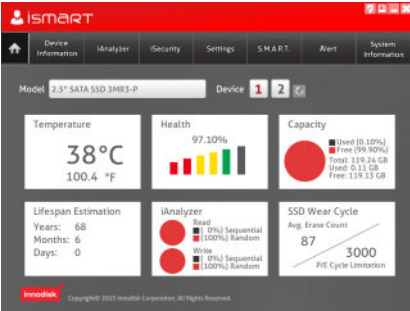 ismart
Device Information
iAnalyzer
iSecurity
Settings
S.M.A.R.T.
Alert
System Information
Model 2.5" SATA SSD 3MR3-P
Device 1 2
Temperature
38°C
100.4 °F
Health
97.10%
Capacity
Used (0.10%)
Free (99.90%)
Total: 119.24 GB
Used: 0.11 GB
Free: 119.13 GB
Lifespan Estimation
Years: 68
Months: 6
Days: 0
iAnalyzer
Read
( 0%) Sequential
(100%) Random
Write
( 0%) Sequential
(100%) Random
SSD Wear Cycle
Avg. Erase Count
87
3000
P/E Cycle Limitation
innodisk Copyright© 2015 Innodisk Corporation. All Rights Reserved.